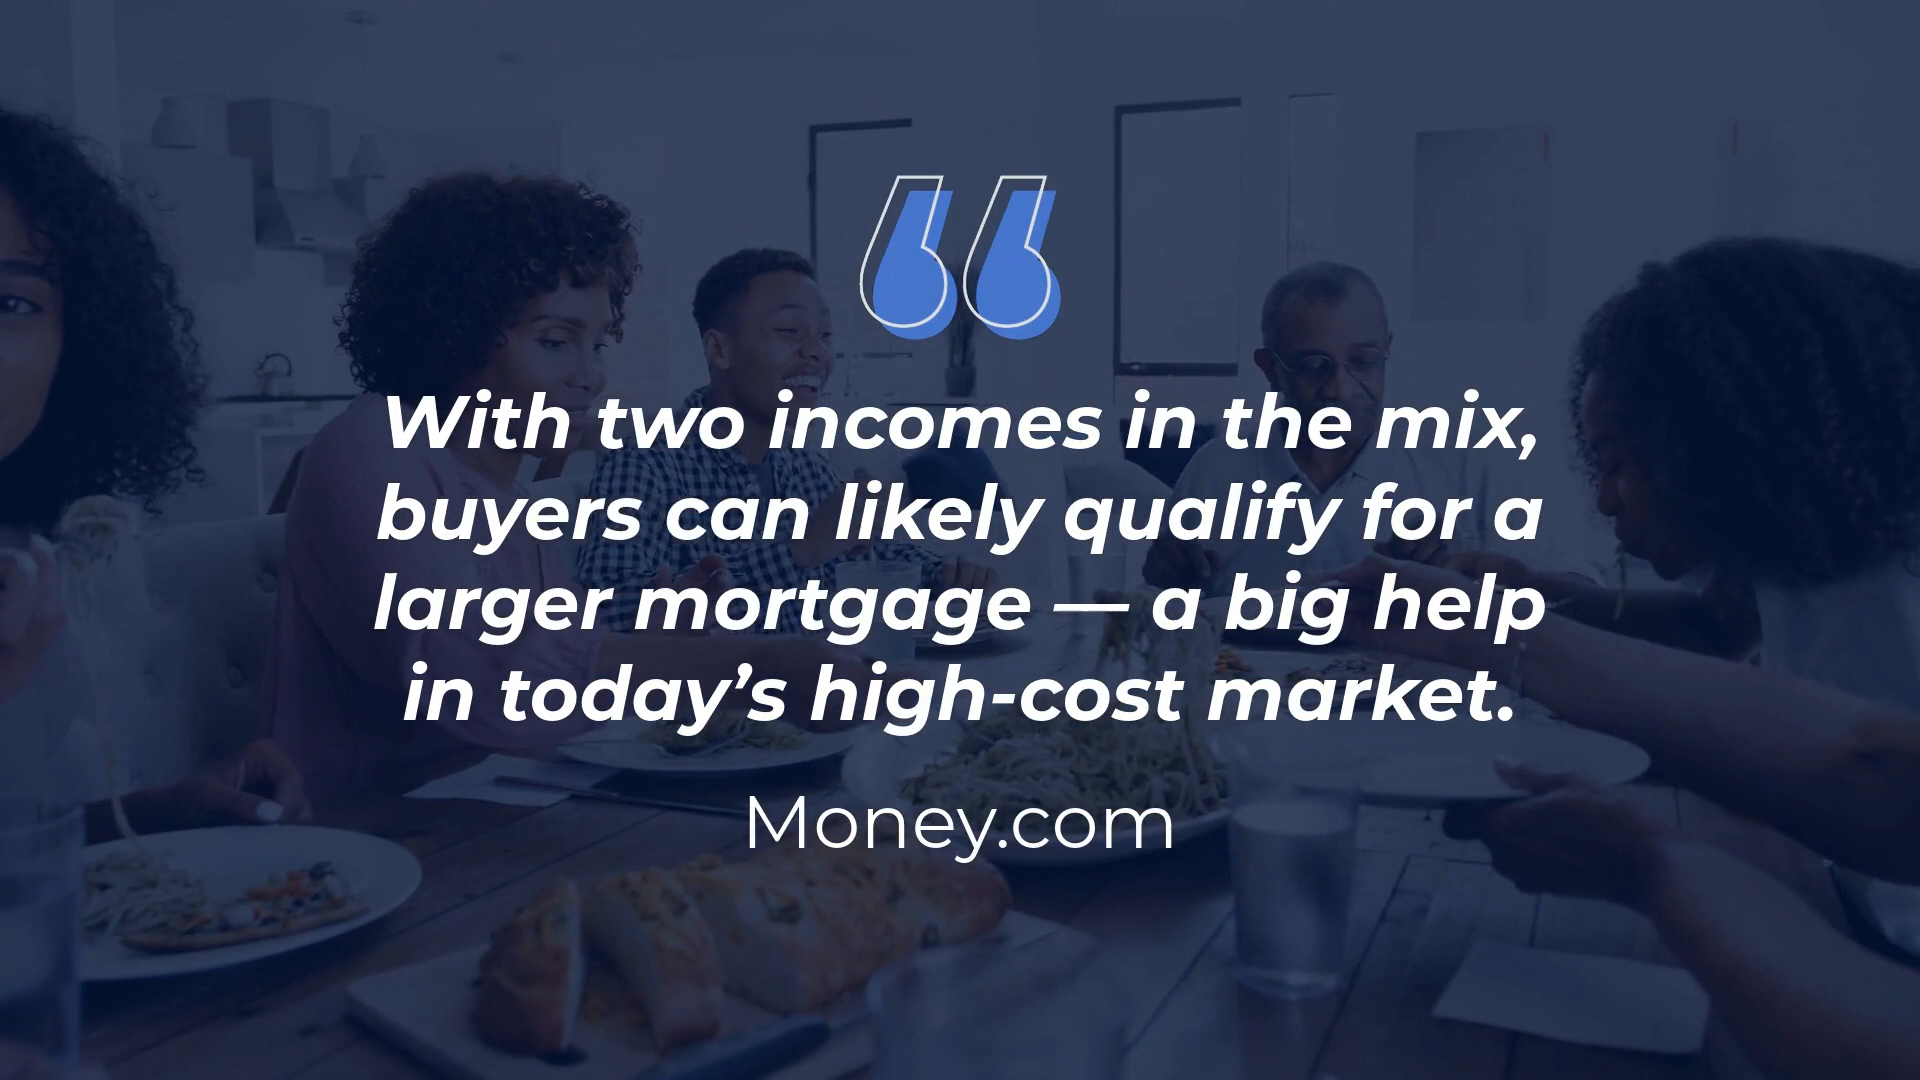 “
With two incomes in the mix,
buyers can likely qualify for a
larger mortgage — a big help
in today’s high-cost market.
Money.com